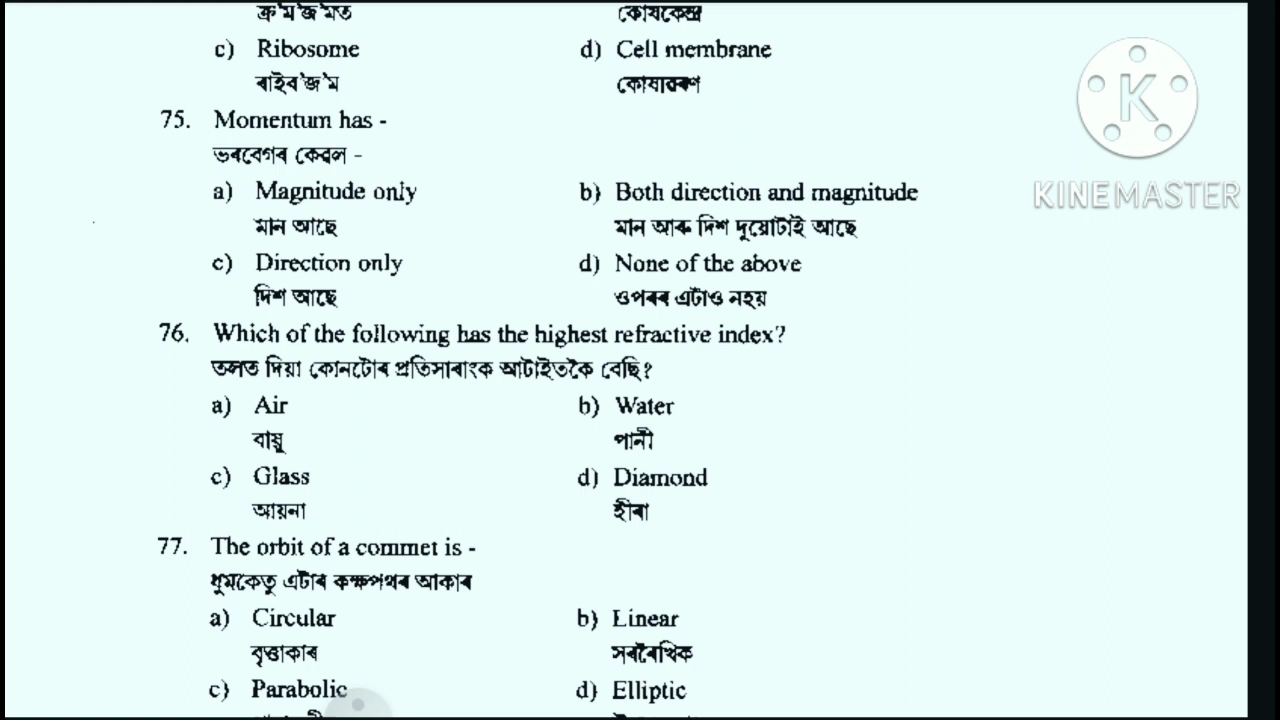 ক্ৰ'ম'জ'মত কোষকেন্দ্ৰ
c) Ribosome d) Cell membrane
ৰাইব'জ'ম কোষাৱৰণ
75. Momentum has -
ভৰবেগৰ কেৱল -
a) Magnitude only b) Both direction and magnitude
মান আছে মান আৰু দিশ দুয়োটাই আছে
c) Direction only d) None of the above
দিশ আছে ওপৰৰ এটাও নহয়
76. Which of the following has the highest refractive index?
তলত দিয়া কোনটোৰ প্ৰতিসাৰাংক আটাইতকৈ বেছি?
a) Air b) Water
বায়ু পানী
c) Glass d) Diamond
আয়না হীৰা
77. The orbit of a commet is -
ধুমকেতু এটাৰ কক্ষপথৰ আকাৰ
a) Circular b) Linear
বৃত্তাকাৰ সৰৰৈখিক
c) Parabolic d) Elliptic
K
KINEMASTER